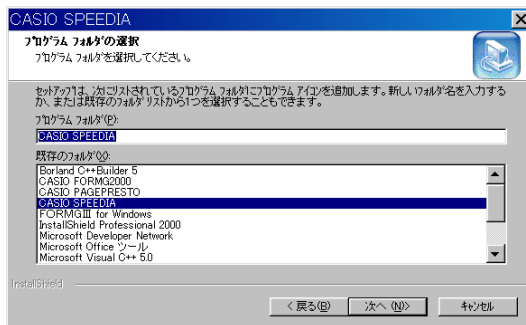 CASIO SPEEDIA
ﾌﾟﾛｸﾞﾗﾑ ﾌｫﾙﾀﾞの選択
ﾌﾟﾛｸﾞﾗﾑ ﾌｫﾙﾀﾞを選択してください。
ｾｯﾄｱｯﾌﾟは、次にﾘｽﾄされているﾌﾟﾛｸﾞﾗﾑ ﾌｫﾙﾀﾞにﾌﾟﾛｸﾞﾗﾑ ｱｲｺﾝを追加します。新しいﾌｫﾙﾀﾞ名を入力する
か、または既存のﾌｫﾙﾀﾞ ﾘｽﾄから1つを選択することもできます。
ﾌﾟﾛｸﾞﾗﾑ ﾌｫﾙﾀﾞ(P):
CASIO SPEEDIA
既存のﾌｫﾙﾀﾞ(X):
Borland C++Builder 5
CASIO FORMG2000
CASIO PAGEPRESTO
CASIO SPEEDIA
FORMGⅢ for Windows
InstallShield Professional 2000
Microsoft Developer Network
Microsoft Office ツール
Microsoft Visual C++ 5.0
InstallShield
< 戻る(B)
次へ (N)>
ｷｬﾝｾﾙ